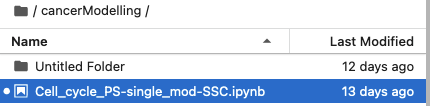 / cancerModelling /
Name Last Modified
Untitled Folder 12 days ago
Cell_cycle_PS-single_mod-SSC.ipynb 13 days ago